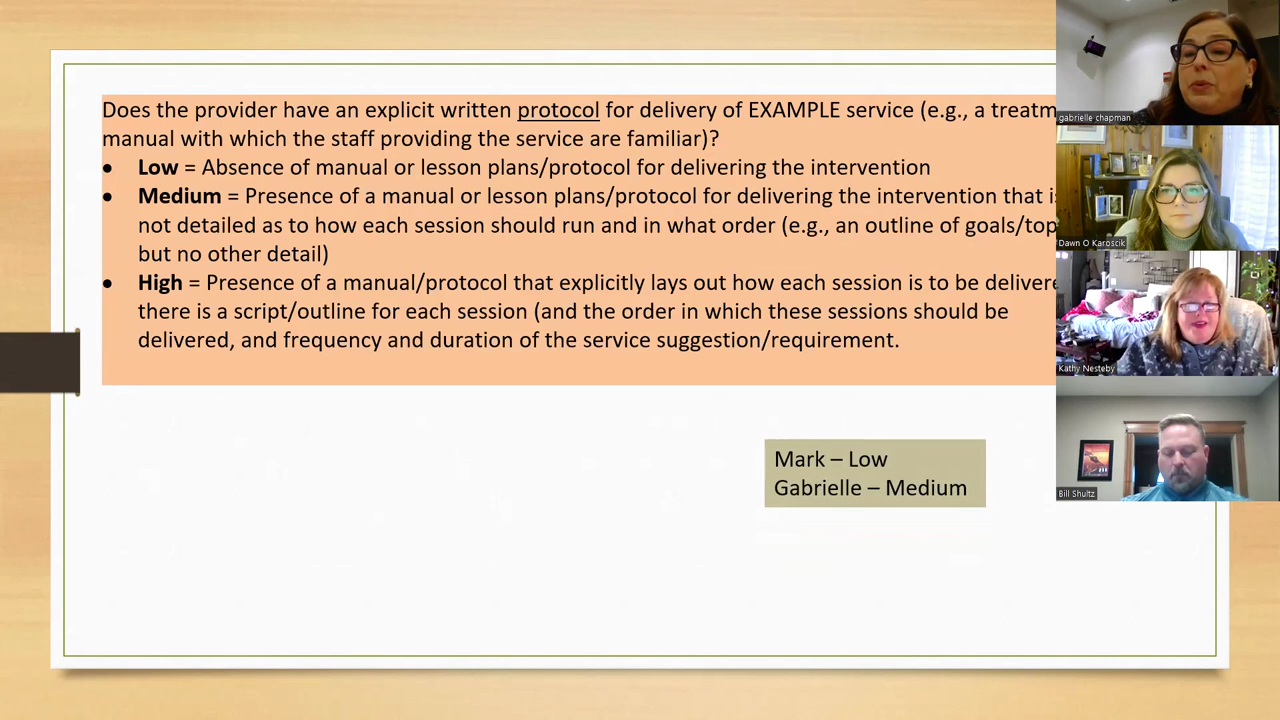 Does the provider have an explicit written protocol for delivery of EXAMPLE service (e.g., a treatm
manual with which the staff providing the service are familiar)?
• Low = Absence of manual or lesson plans/protocol for delivering the intervention
• Medium = Presence of a manual or lesson plans/protocol for delivering the intervention that is
not detailed as to how each session should run and in what order (e.g., an outline of goals/top
but no other detail)
• High = Presence of a manual/protocol that explicitly lays out how each session is to be delivere
there is a script/outline for each session (and the order in which these sessions should be
delivered, and frequency and duration of the service suggestion/requirement.
Mark – Low
Gabrielle – Medium
gabrielle chapman
Dawn O Karoscik
Kathy Nesteby
Bill Shultz